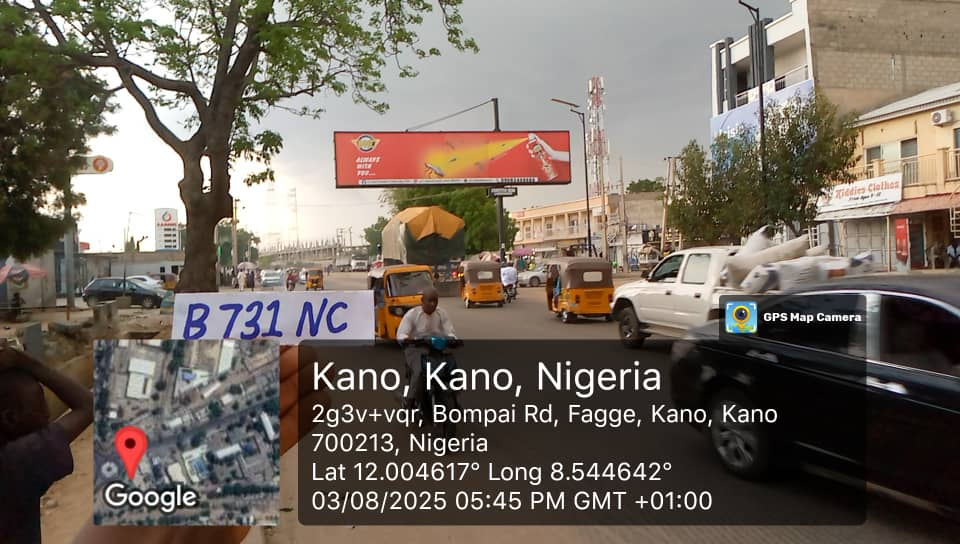 ALWAYS
WITH
YOU...
Kiddies Clothes
B 731 NC
GPS Map Camera
Kano, Kano, Nigeria
2g3v+vqr, Bompai Rd, Fagge, Kano, Kano
700213, Nigeria
Lat 12.004617° Long 8.544642°
03/08/2025 05:45 PM GMT +01:00
Google